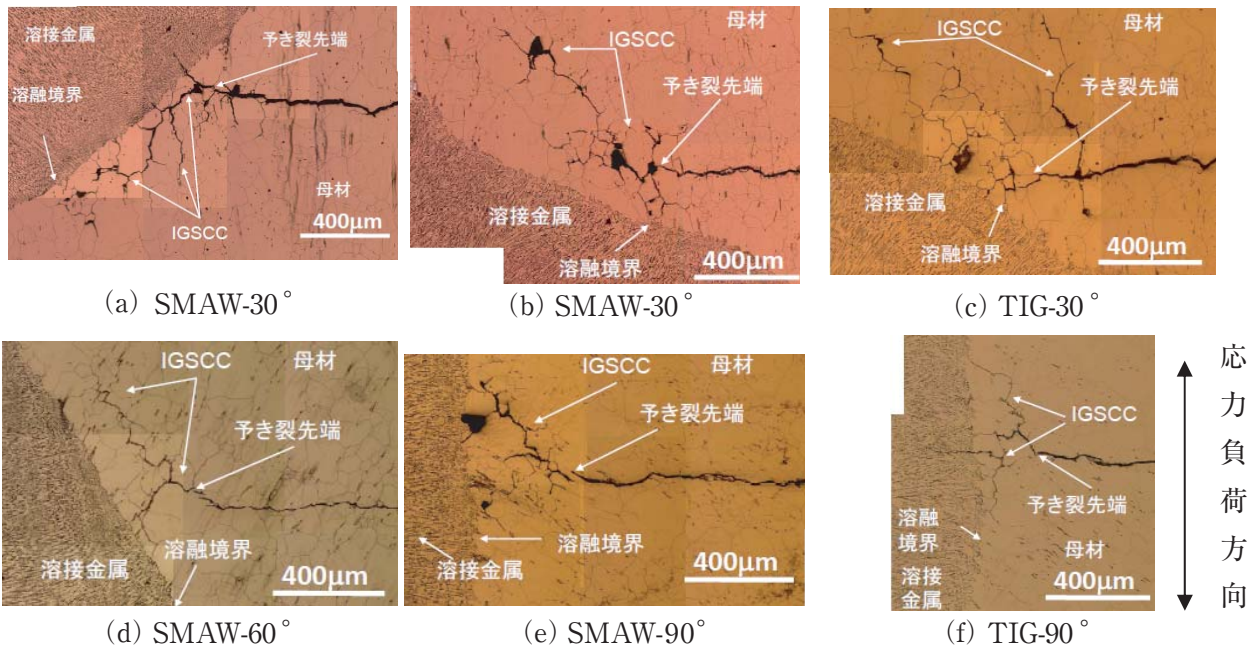 溶接金属
予き裂先端
溶融境界
母材
IGSCC
400μm
(a) SMAW-30°
母材
IGSCC
予き裂先端
溶接金属
溶融境界
400μm
(b) SMAW-30°
母材
IGSCC
予き裂先端
溶接金属
溶融境界
400μm
(c) TIG-30°
IGSCC
母材
予き裂先端
溶融境界
溶接金属
400μm
(d) SMAW-60°
IGSCC
母材
予き裂先端
溶融境界
溶接金属
400μm
(e) SMAW-90°
IGSCC
予き裂先端
溶融
境界
母材
溶接
金属
400μm
(f) TIG-90°
応力負荷方向